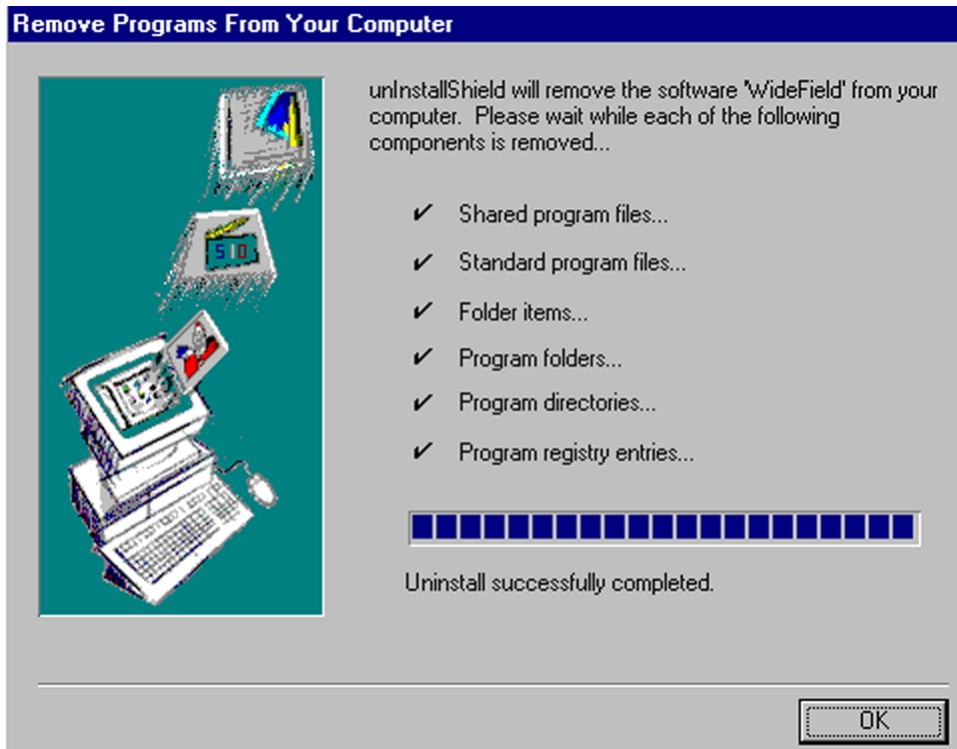 Remove Programs From Your Computer
unInstallShield will remove the software 'WideField' from your
computer. Please wait while each of the following
components is removed...
✔ Shared program files...
✔ Standard program files...
✔ Folder items...
✔ Program folders...
✔ Program directories...
✔ Program registry entries...
Uninstall successfully completed.
OK